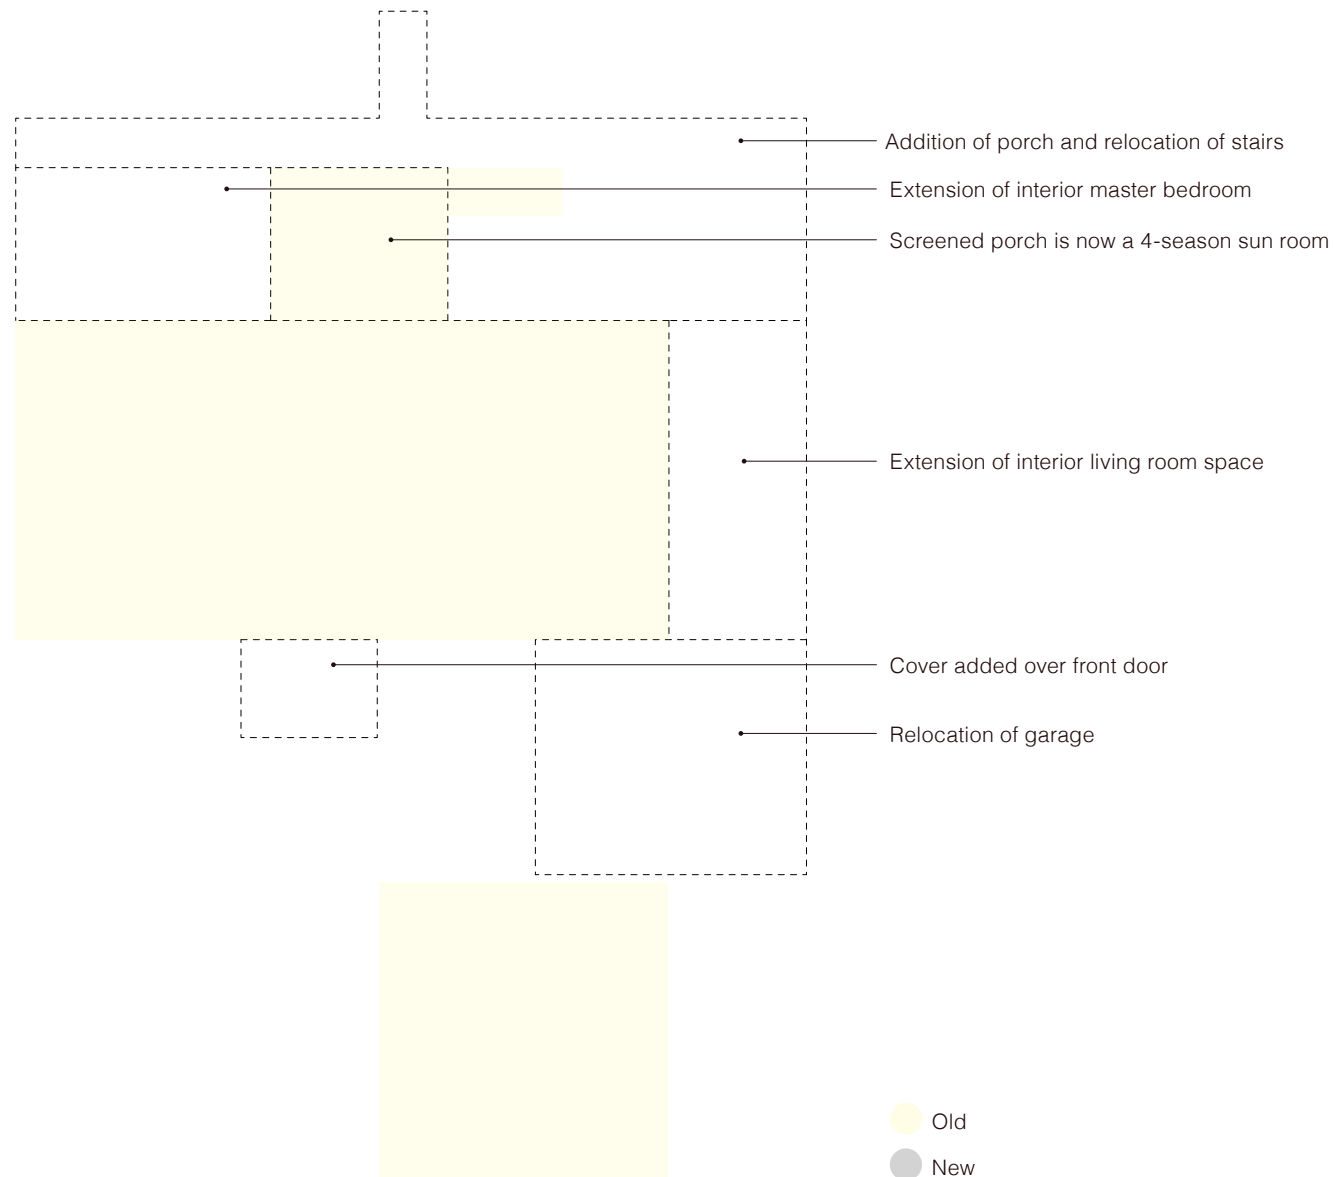 Addition of porch and relocation of stairs
Extension of interior master bedroom
Screened porch is now a 4-season sun room
Extension of interior living room space
Cover added over front door
Relocation of garage
Old
New